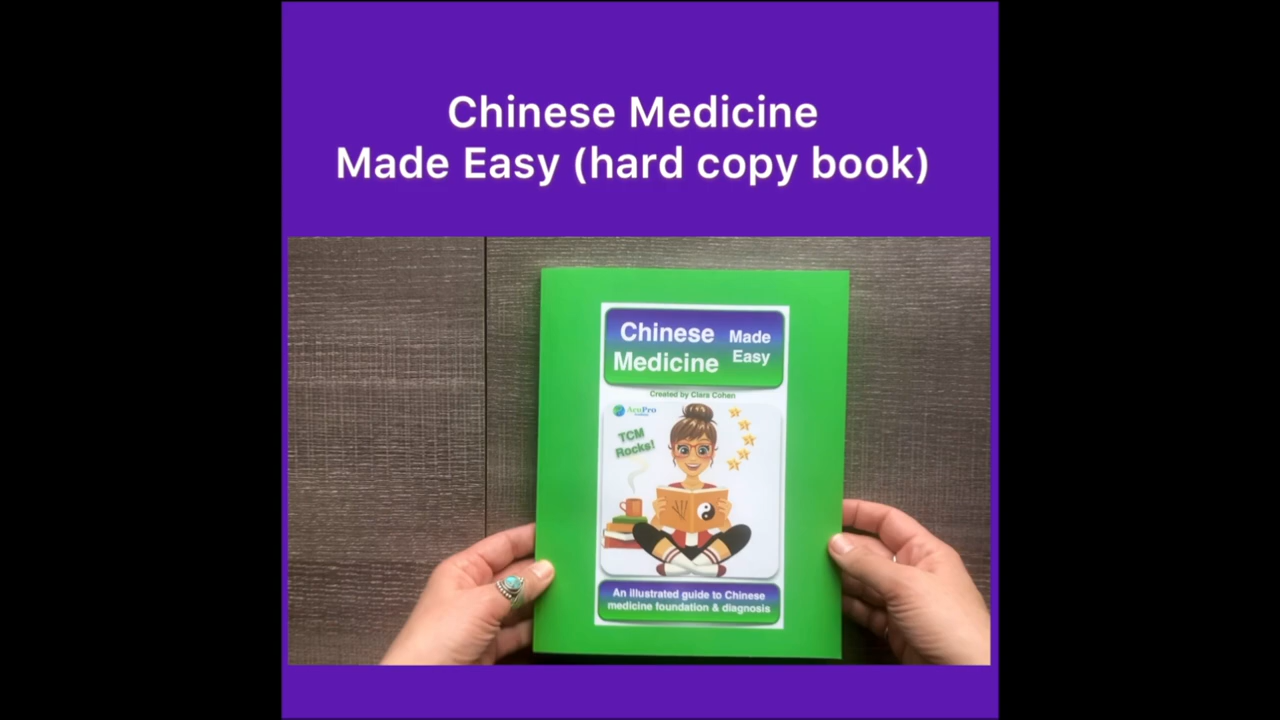 Chinese Medicine
Made Easy (hard copy book)
Chinese Made
Medicine Easy
Created by Clara Cohen
AcuPro
TCM
Rocks!
An illustrated guide to Chinese
medicine foundation & diagnosis